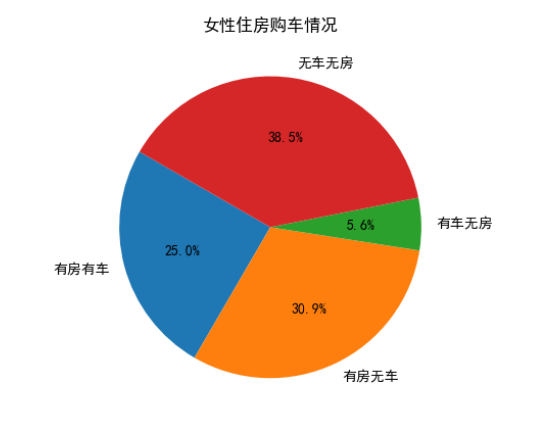 女性住房购车情况
无车无房
38.5%
有车无房
5.6%
25.0%
有房有车
30.9%
有房无车